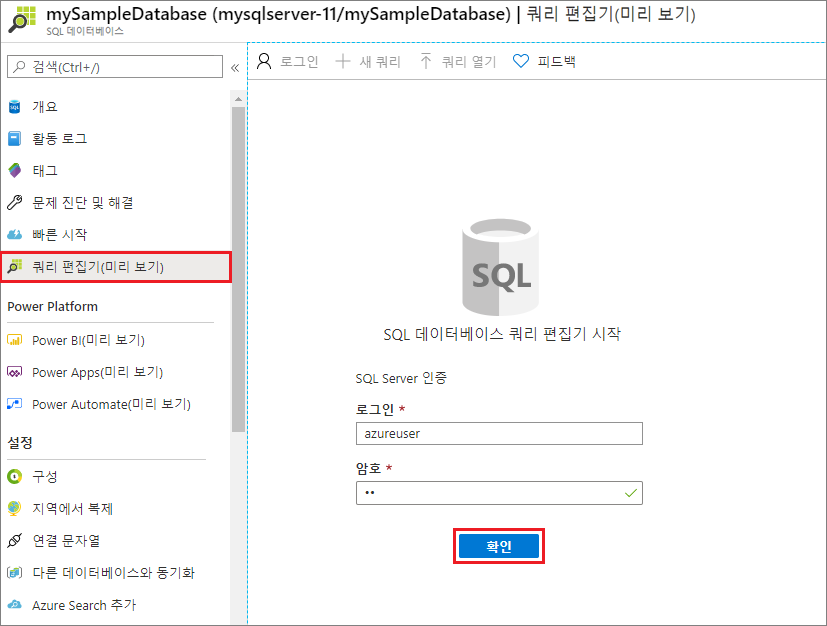 mySampleDatabase (mysqlserver-11/mySampleDatabase) | 쿼리 편집기(미리 보기)
SQL 데이터베이스
검색(Ctrl+/)
«
로그인
새 쿼리
쿼리 열기
피드백
개요
활동 로그
태그
문제 진단 및 해결
빠른 시작
쿼리 편집기(미리 보기)
Power Platform
Power BI(미리 보기)
Power Apps(미리 보기)
Power Automate(미리 보기)
설정
구성
지역에서 복제
연결 문자열
다른 데이터베이스와 동기화
Azure Search 추가
SQL
SQL 데이터베이스 쿼리 편집기 시작
SQL Server 인증
로그인 *
azureuser
암호 *
••
확인